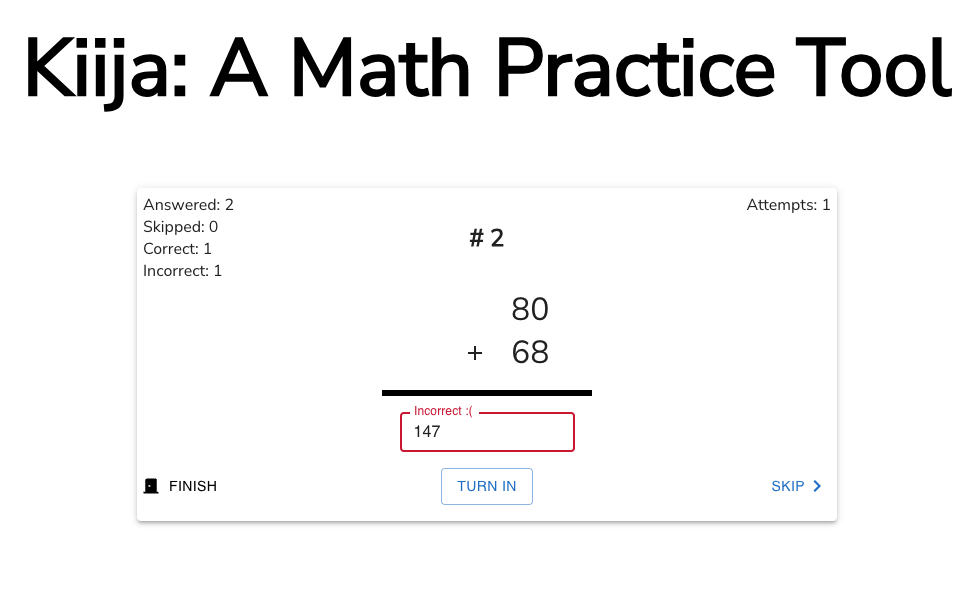 Kiija: A Math Practice Tool
Answered: 2
Skipped: 0
Correct: 1
Incorrect: 1
Attempts: 1
# 2
80
+ 68
Incorrect :(
147
FINISH
TURN IN
SKIP